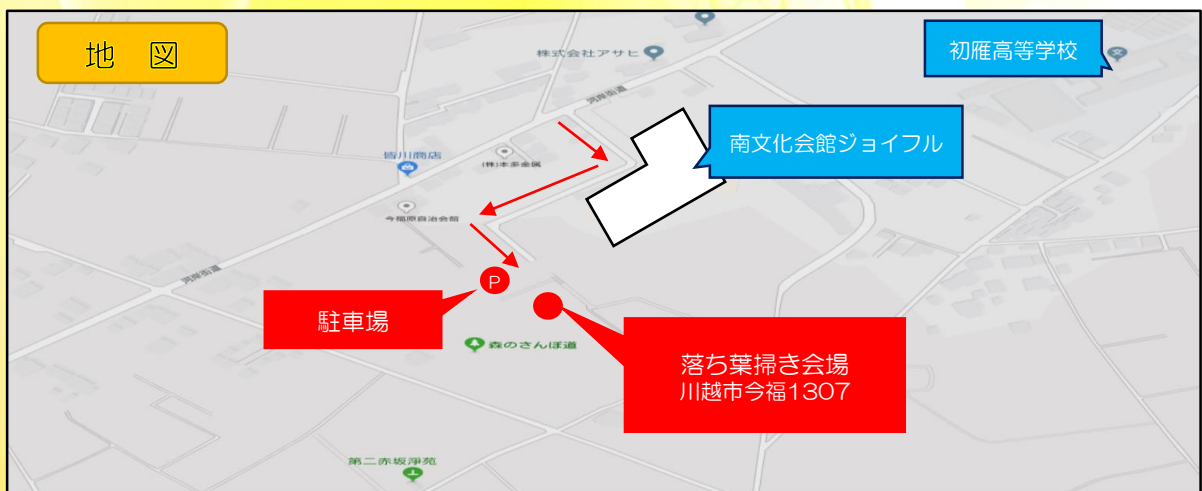 地 図
株式会社アサヒ
初雁高等学校
河岸街道
南文化会館ジョイフル
皆川商店
(株)本多金属
今福原自治会館
河岸街道
P
駐車場
森のさんぽ道
落ち葉掃き会場
川越市今福1307
第二赤坂浄苑